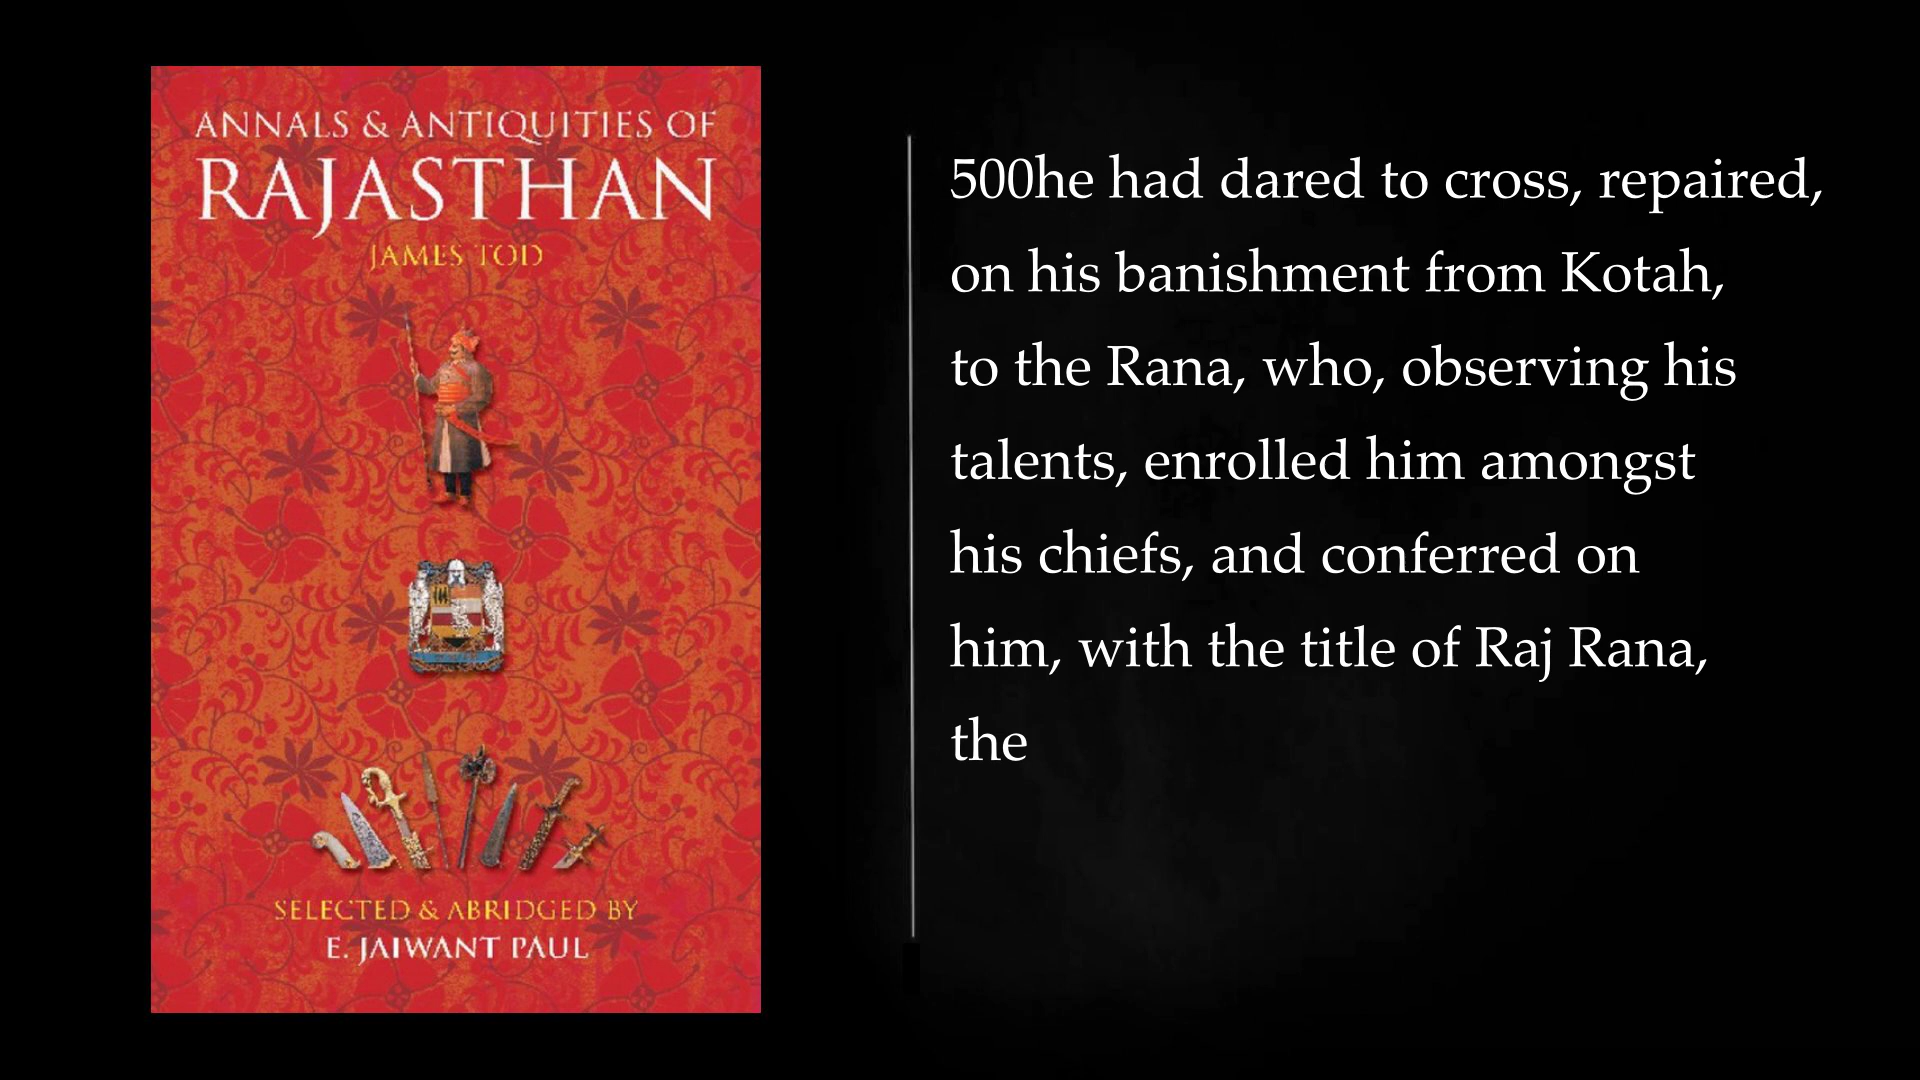 ANNALS & ANTIQUITIES OF
RAJASTHAN
JAMES TOD
SELECTED & ABRIDGED BY
E. JAIWANT PAUL
500he had dared to cross, repaired,
on his banishment from Kotah,
to the Rana, who, observing his
talents, enrolled him amongst
his chiefs, and conferred on
him, with the title of Raj Rana,
the